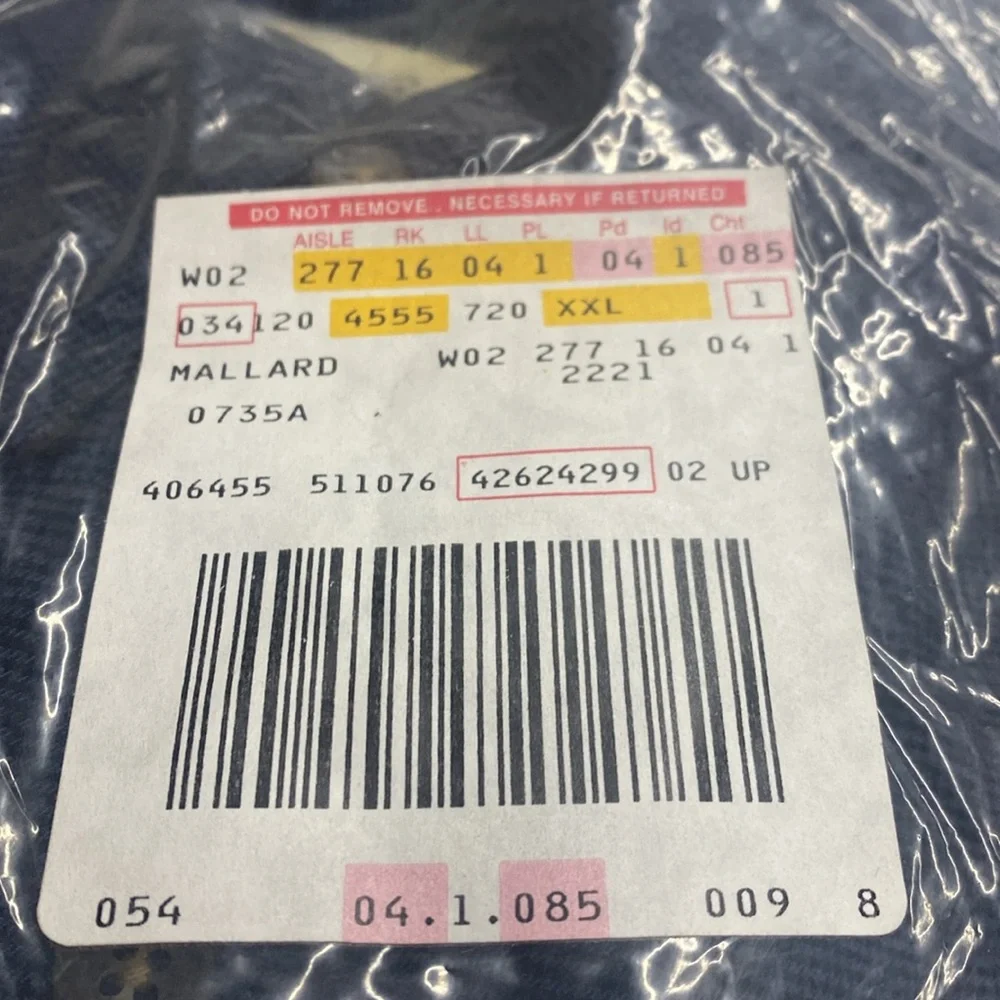 DO NOT REMOVE.. NECESSARY IF RETURNED
AISLE RK LL PL Pd Id Cht
W02 277 16 04 1 04 1 085
034120 4555 720 XXL 1
MALLARD W02 277 16 04 1
2221
0735A
406455 511076 42624299 02 UP
054 04.1.085 009 8